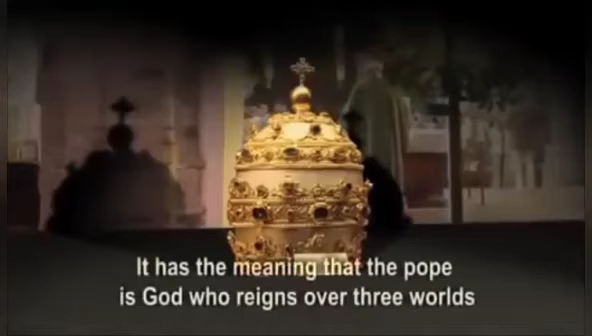 It has the meaning that the pope
is God who reigns over three worlds